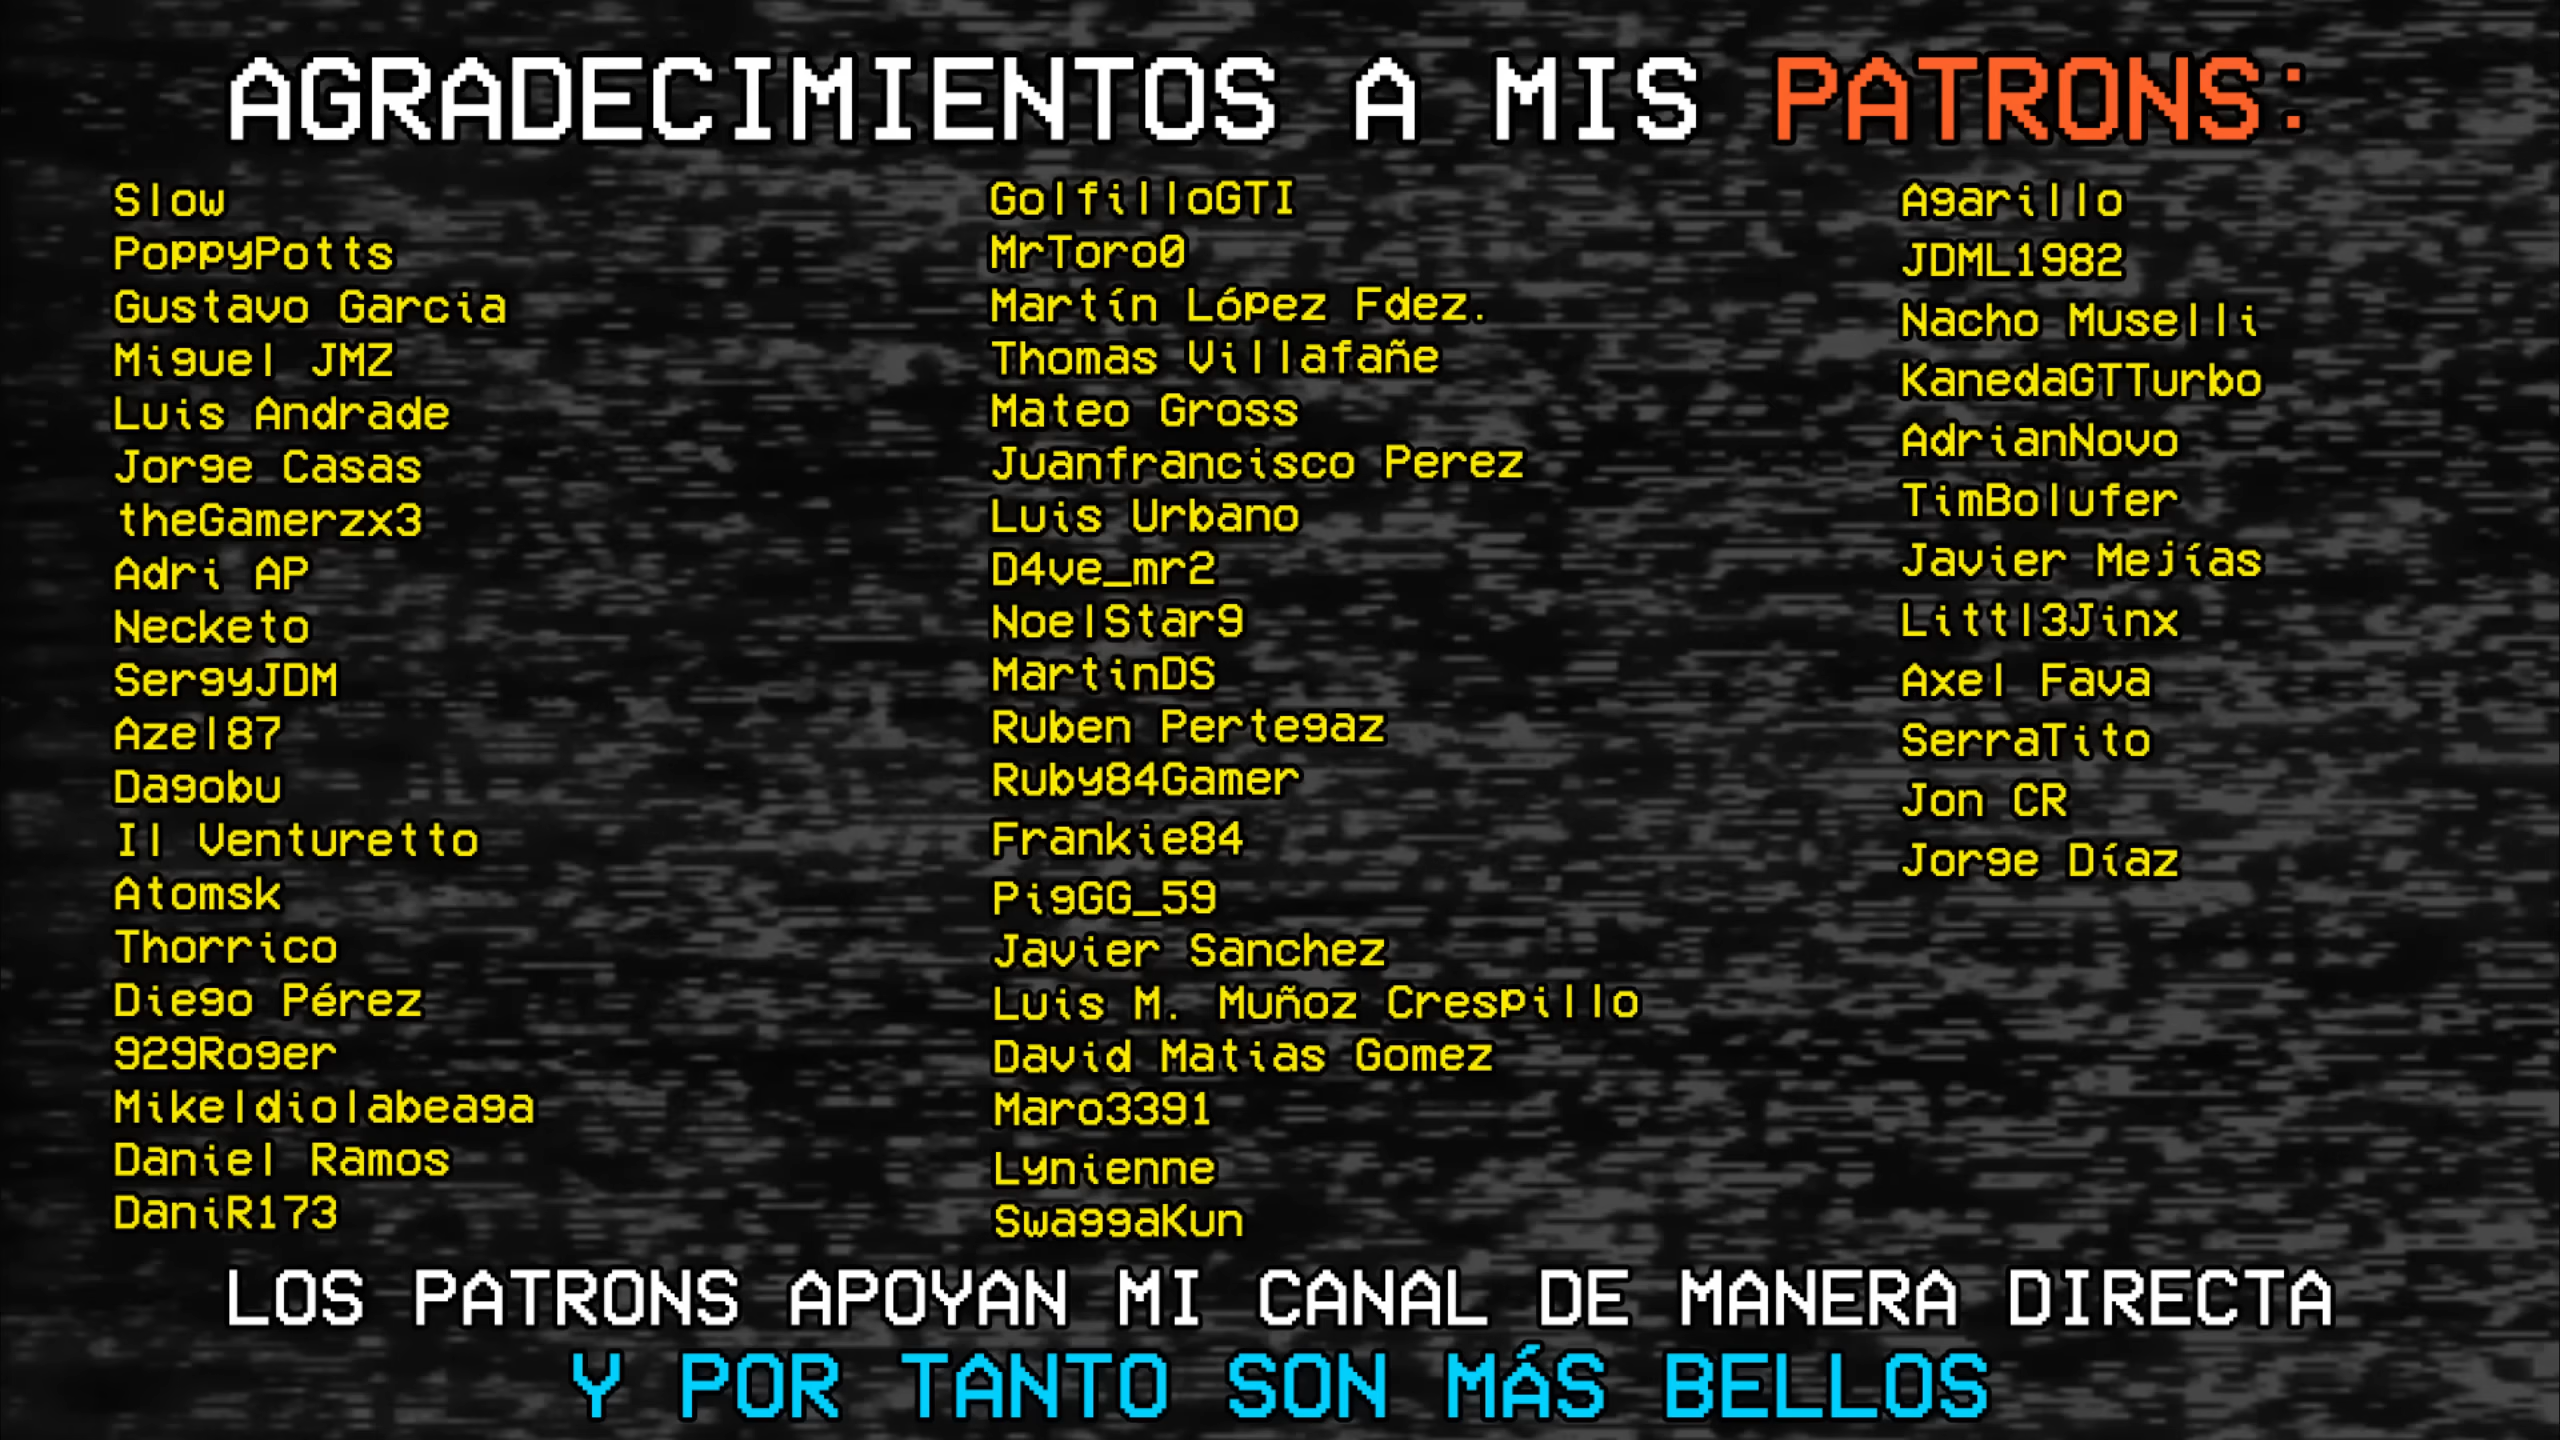 AGRADECIMIENTOS A MIS PATRONS:
Slow
PoppyPotts
Gustavo Garcia
Miguel JMZ
Luis Andrade
Jorge Casas
theGamerzx3
Adri AP
Necketo
SergyJDM
Azel87
Dagobu
Il Venturetto
Atomsk
Thorrico
Diego Pérez
929Roger
Mikeldiolabeaga
Daniel Ramos
DaniR173
GolfilloGTI
MrToro0
Martín López Fdez.
Thomas Villafañe
Mateo Gross
Juanfrancisco Perez
Luis Urbano
D4ve_mr2
NoelStar9
MartinDS
Ruben Pertegaz
Ruby84Gamer
Frankie84
PigGG_59
Javier Sanchez
Luis M. Muñoz Crespillo
David Matias Gomez
Maro3391
Lynienne
SwaggaKun
Agarillo
JDML1982
Nacho Muselli
KanedaGTTurbo
AdrianNovo
TimBolufer
Javier Mejías
Littl3Jinx
Axel Fava
SerraTito
Jon CR
Jorge Díaz
LOS PATRONS APOYAN MI CANAL DE MANERA DIRECTA
Y POR TANTO SON MÁS BELLOS